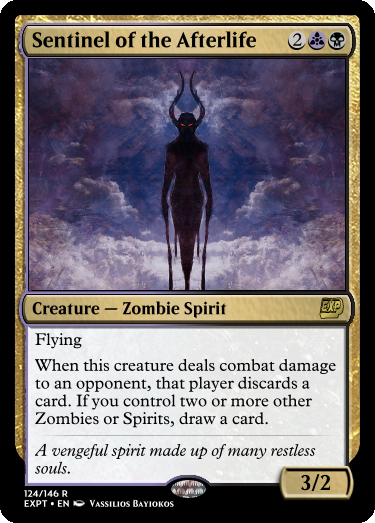 Sentinel of the Afterlife 2
Creature — Zombie Spirit EXP
Flying
When this creature deals combat damage
to an opponent, that player discards a
card. If you control two or more other
Zombies or Spirits, draw a card.
A vengeful spirit made up of many restless
souls.
3/2
124/146 R
EXPT • EN Vassilios Bayiokos